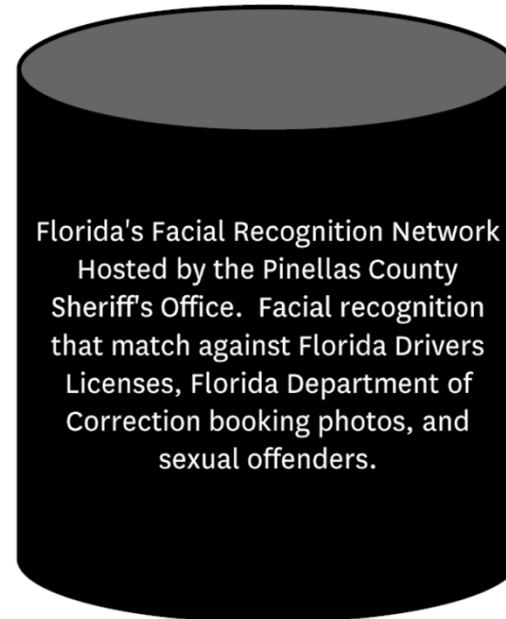 Florida's Facial Recognition Network
Hosted by the Pinellas County
Sheriff's Office.  Facial recognition
that match against Florida Drivers
Licenses, Florida Department of
Correction booking photos, and
sexual offenders.